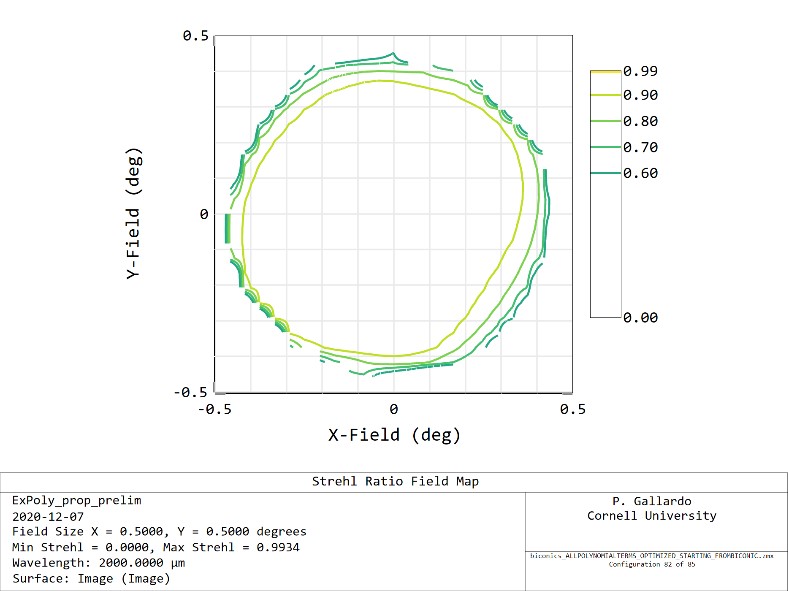 0.5
0
-0.5
Y-Field (deg)
-0.5
0
0.5
X-Field (deg)
0.99
0.90
0.80
0.70
0.60
0.00
Strehl Ratio Field Map
ExPoly_prop_prelim
2020-12-07
Field Size X = 0.5000, Y = 0.5000 degrees
Min Strehl = 0.0000, Max Strehl = 0.9934
Wavelength: 2000.0000 µm
Surface: Image (Image)
P. Gallardo
Cornell University
biconics_ALLPOLYNOMIALTERMS_OPTIMIZED_STARTING_FROMBICONIC.zmx
Configuration 82 of 85